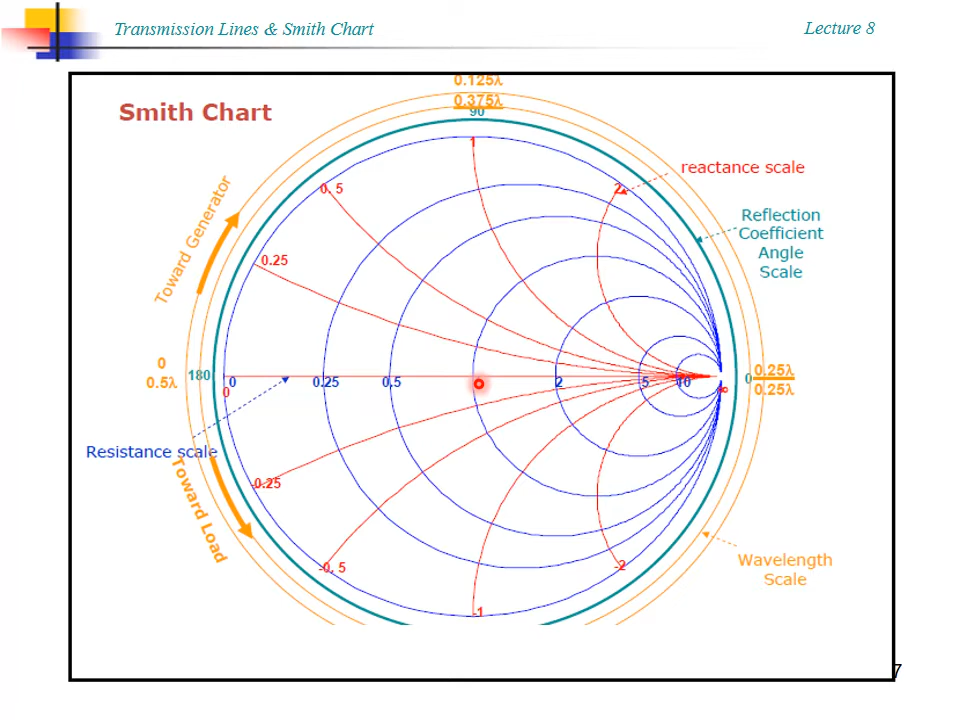 Transmission Lines & Smith Chart
Lecture 8
Smith Chart
0.125λ
0.375λ
90
1
0. 5
2
reactance scale
Reflection
Coefficient
Angle
Scale
Toward Generator
0.25
0
0.5λ
180
0
0
0.25
0.5
2
5
10
∞
0
0.25λ
0.25λ
Resistance scale
-0.25
Toward Load
-0. 5
-2
-1
Wavelength
Scale
7